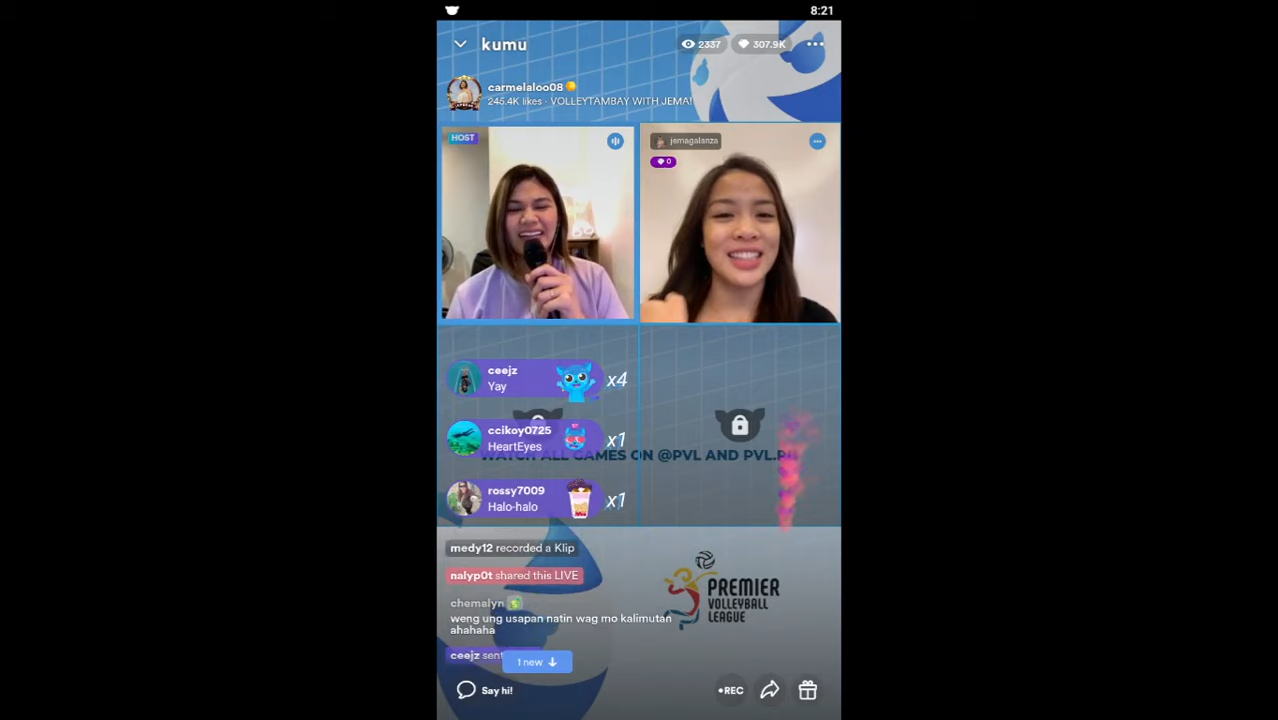 8:21
kumu
2337
307.9K
carmelaloo08
245.4K likes · VOLLEYTAMBAY WITH JEMA!
HOST
jemagalanza
0
ceejz
Yay
x4
ccikoy0725
HeartEyes
x1
WATCH ALL GAMES ON @PVL AND PVL.PH
rossy7009
Halo-halo
x1
medy12 recorded a Klip
nalyp0t shared this LIVE
chemalyn
weng ung usapan natin wag mo kalimutan
ahahaha
PREMIER
VOLLEYBALL
LEAGUE
ceejz sent
1 new
Say hi!
•REC